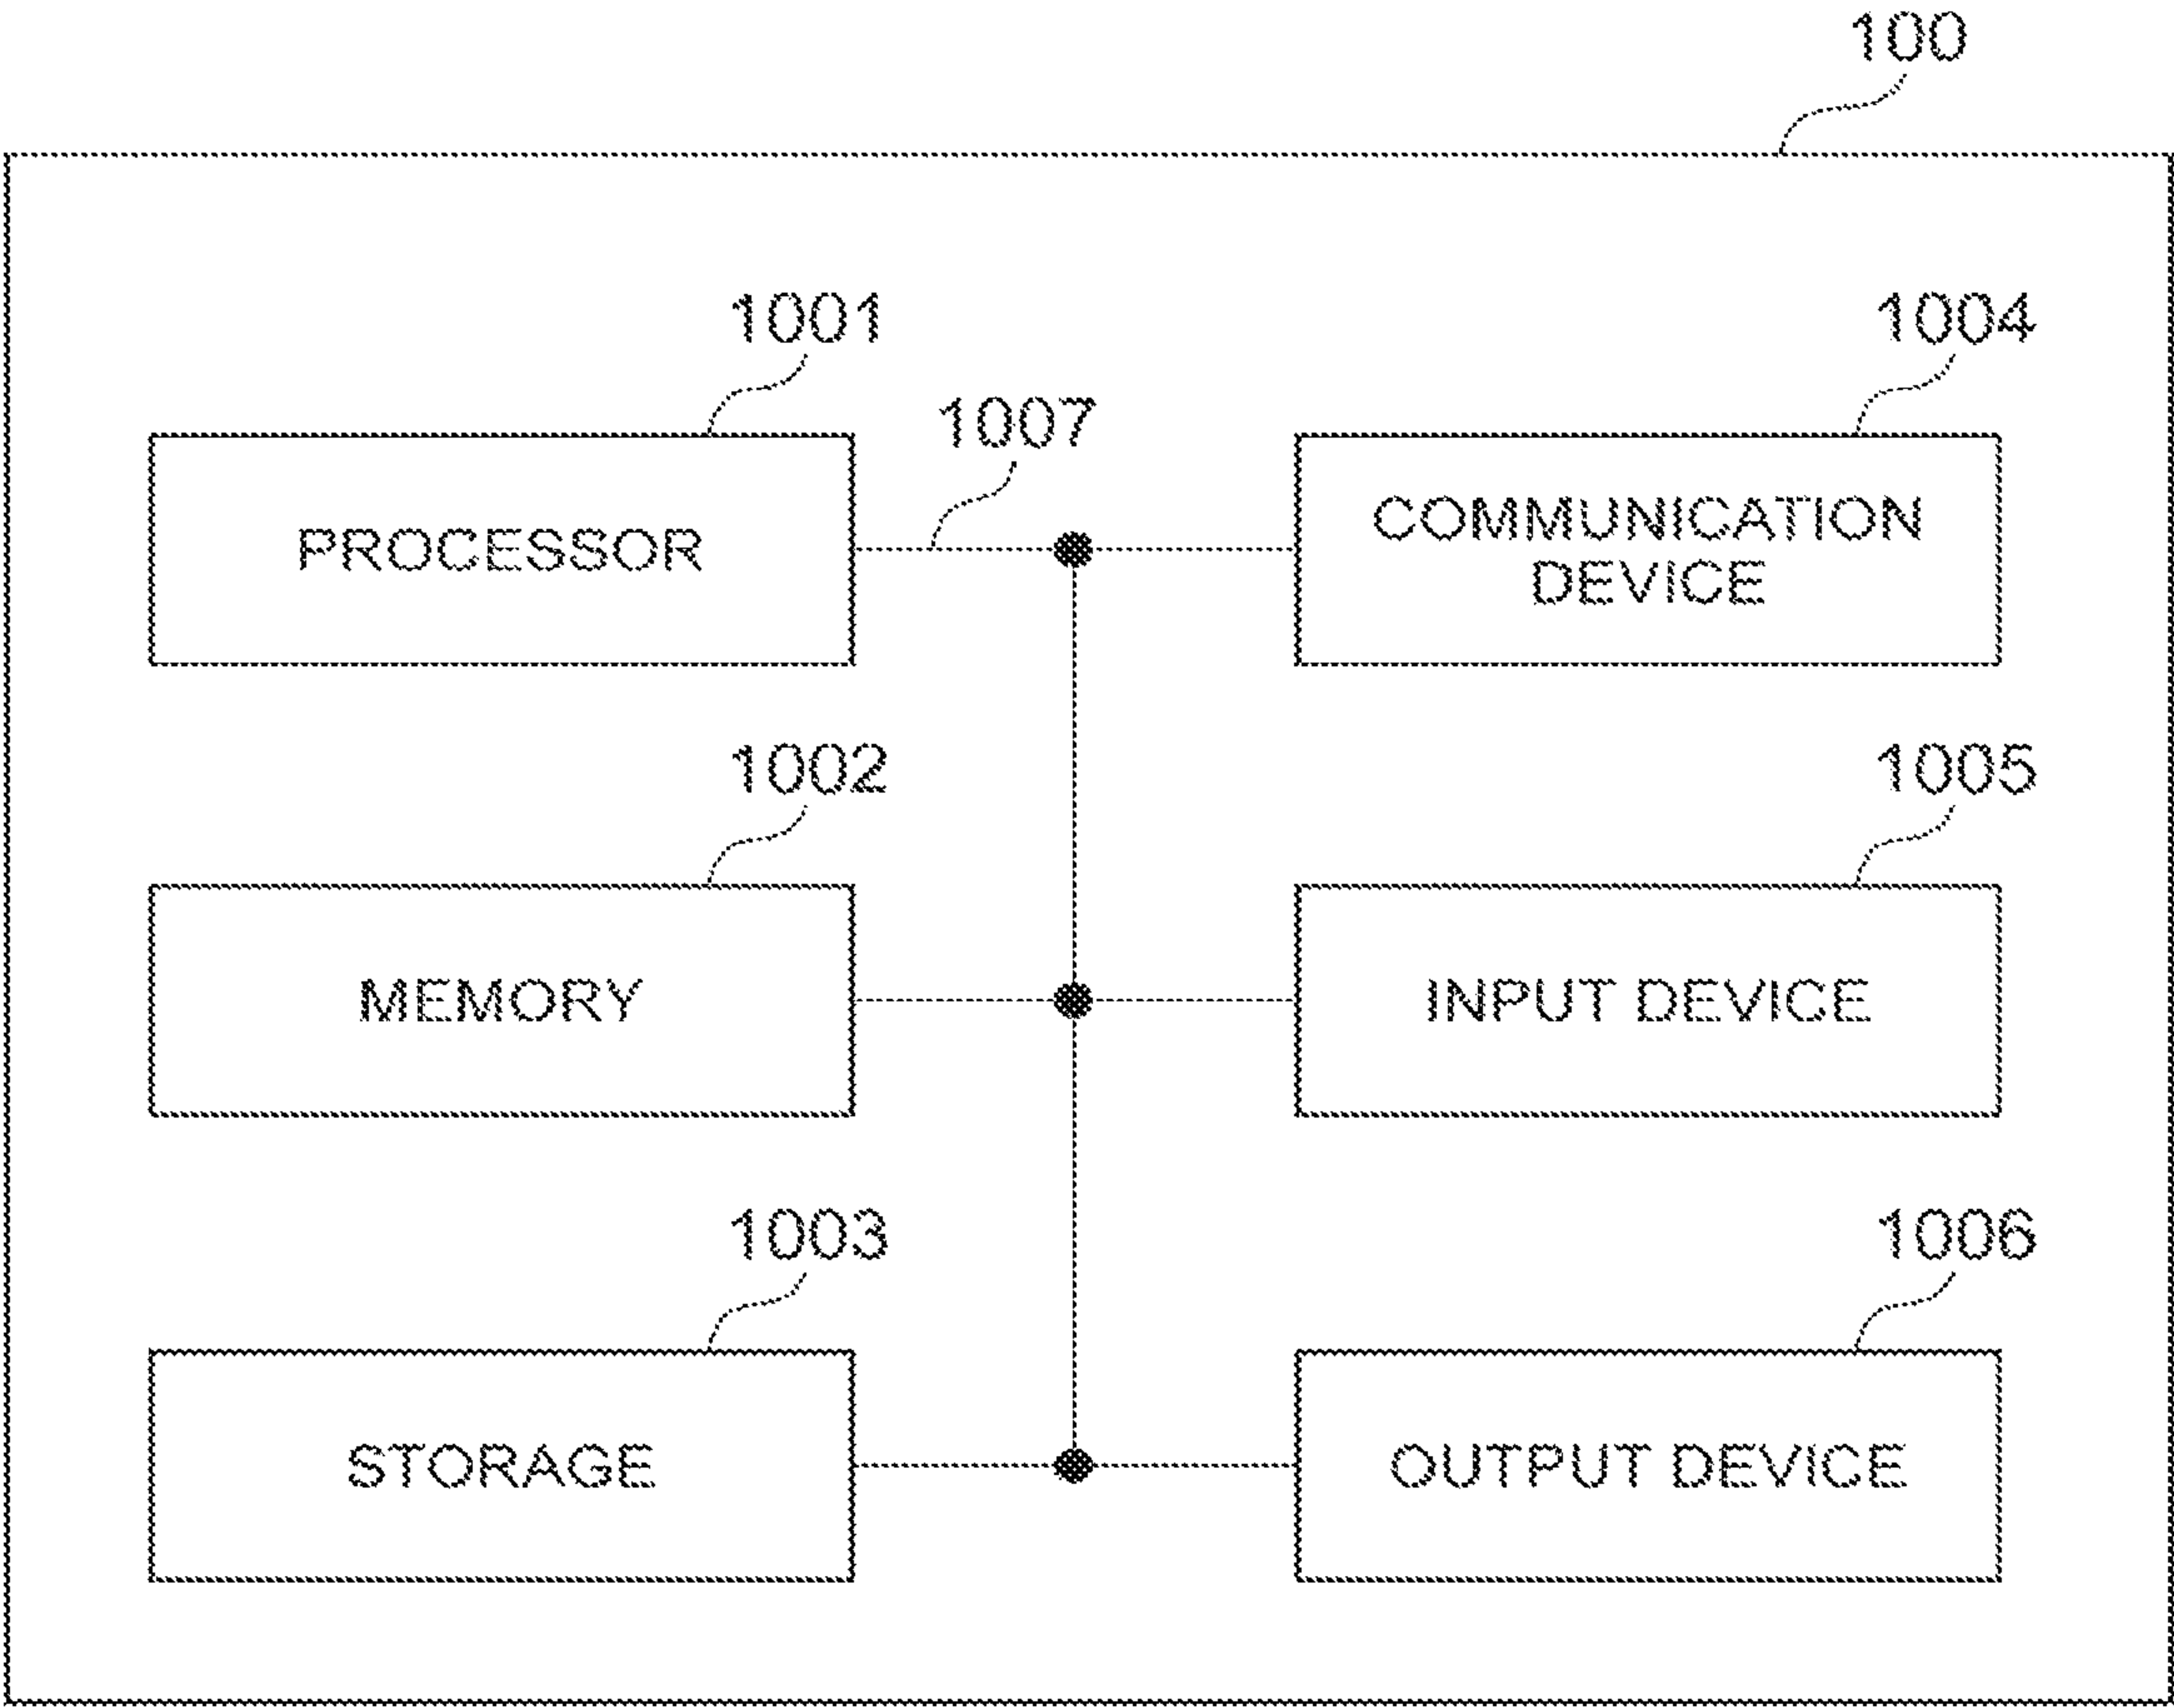 100
1001
1004
1007
PROCESSOR
COMMUNICATION
DEVICE
1002
1005
MEMORY
INPUT DEVICE
1003
1006
STORAGE
OUTPUT DEVICE